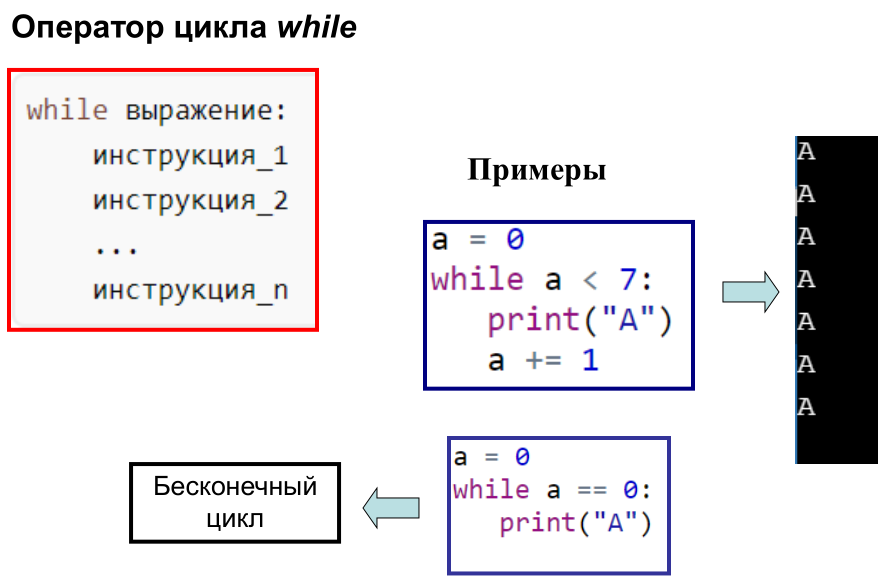 Оператор цикла while
while выражение:
инструкция_1
инструкция_2
...
инструкция_n
Примеры
a = 0
while a < 7:
print("A")
a += 1
A
A
A
A
A
A
A
a = 0
while a == 0:
print("A")
Бесконечный
цикл